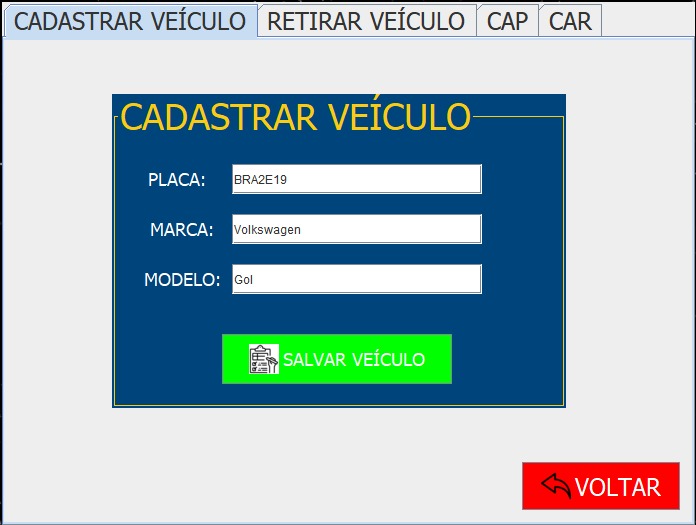 CADASTRAR VEÍCULO RETIRAR VEÍCULO CAP CAR
CADASTRAR VEÍCULO
PLACA: BRA2E19
MARCA: Volkswagen
MODELO: Gol
SALVAR VEÍCULO
VOLTAR